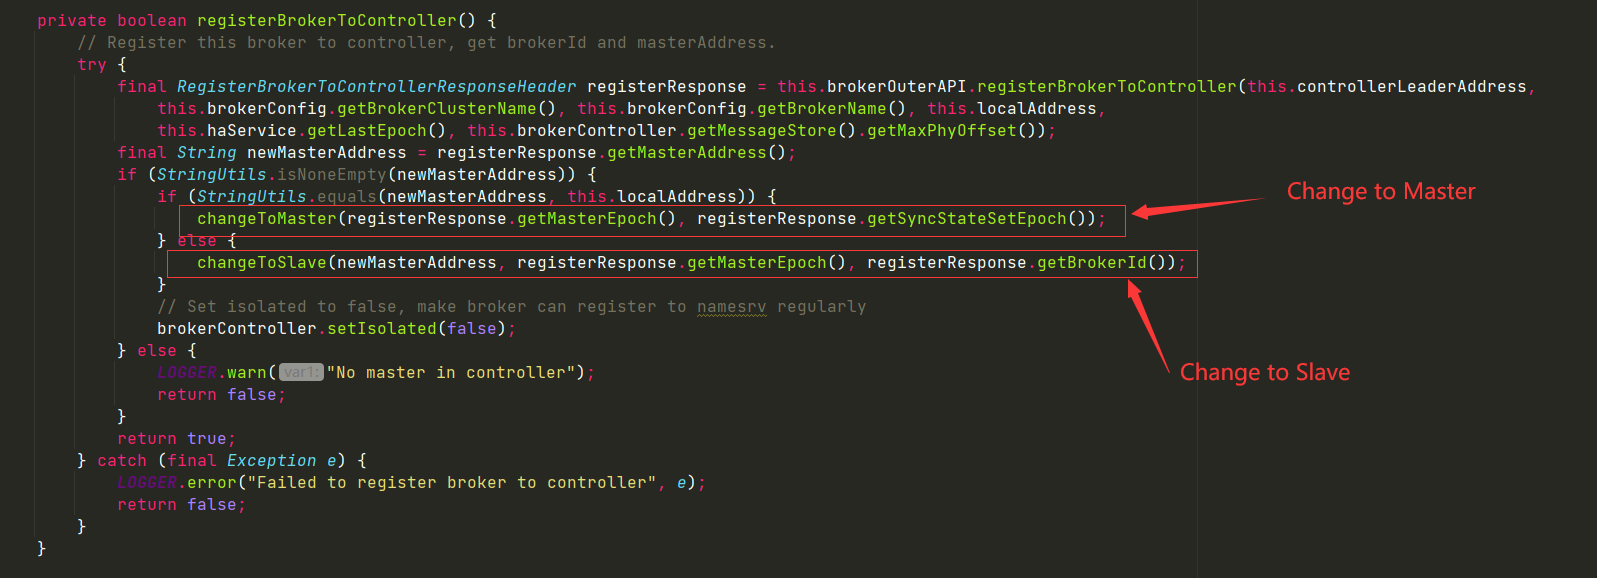 private boolean registerBrokerToController() {
// Register this broker to controller, get brokerId and masterAddress.
try {
final RegisterBrokerToControllerResponseHeader registerResponse = this.brokerOuterAPI.registerBrokerToController(this.controllerLeaderAddress,
this.brokerConfig.getBrokerClusterName(), this.brokerConfig.getBrokerName(), this.localAddress,
this.haService.getLastEpoch(), this.brokerController.getMessageStore().getMaxPhyOffset());
final String newMasterAddress = registerResponse.getMasterAddress();
if (StringUtils.isNoneEmpty(newMasterAddress)) {
if (StringUtils.equals(newMasterAddress, this.localAddress)) {
Change to Master
changeToMaster(registerResponse.getMasterEpoch(), registerResponse.getSyncStateSetEpoch());
} else {
changeToSlave(newMasterAddress, registerResponse.getMasterEpoch(), registerResponse.getBrokerId());
}
// Set isolated to false, make broker can register to namesrv regularly
brokerController.setIsolated(false);
} else {
LOGGER.warn( var1: "No master in controller");
Change to Slave
return false;
}
return true;
} catch (final Exception e) {
LOGGER.error("Failed to register broker to controller", e);
return false;
}
}